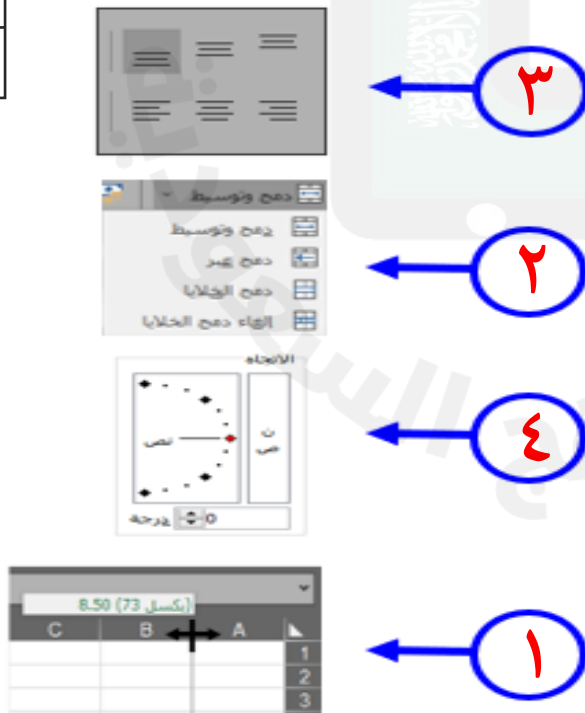 ٣
دمج وتوسيط
دمج وتوسيط
دمج عبر
دمج الخلايا
إلغاء دمج الخلايا
٢
الاتجاه
ن
ص
نص
0 درجة
٤
8.50 (73 بكسل)
A B C
1
2
3
١